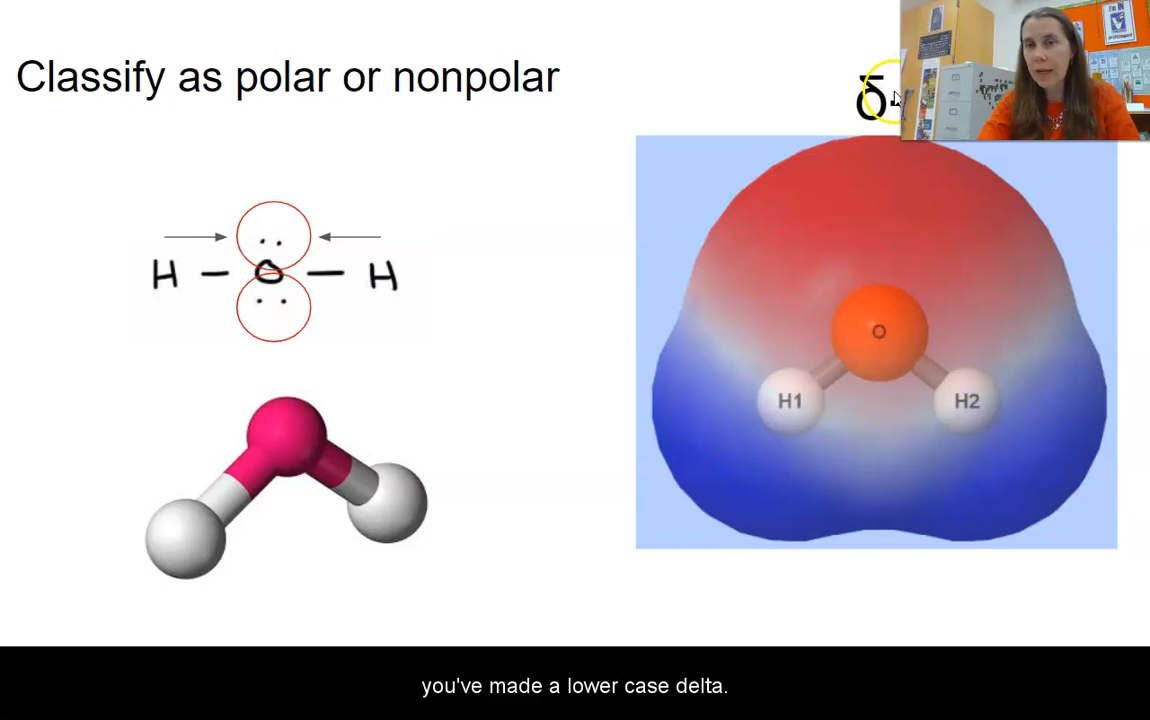 Classify as polar or nonpolar
δ-
H - O - H
O
H1 H2
you've made a lower case delta.